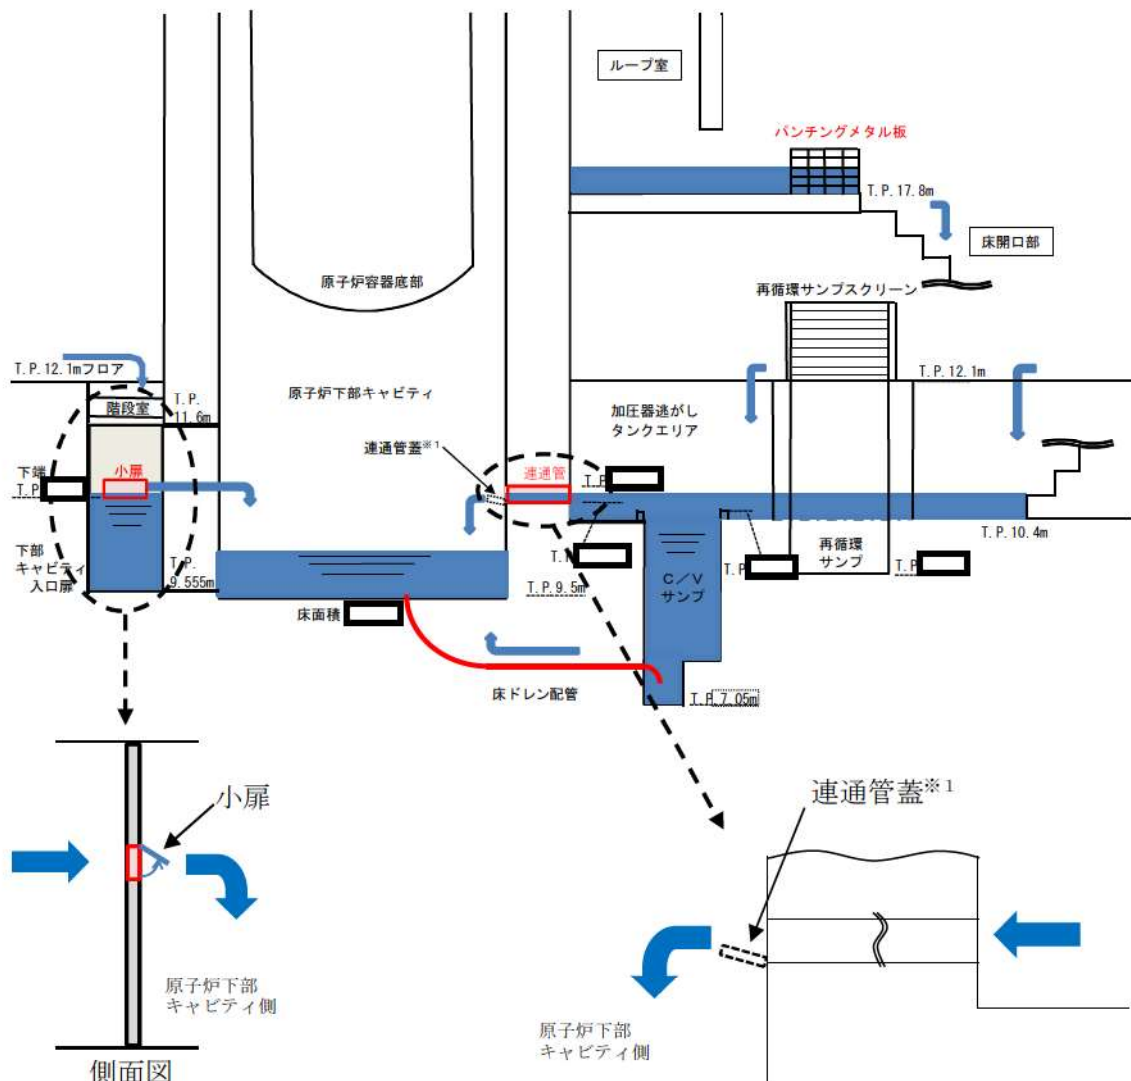 ループ室
パンチングメタル板
T.P.17.8m
床開口部
原子炉容器底部
再循環サンプスクリーン
T.P.12.1mフロア
T.P.12.1m
階段室
T.P.
11.6m
原子炉下部キャビティ
加圧器逃がし
タンクエリア
連通管蓋※1
連通管
下端
T.P
小扉
T.P
T.P.10.4m
下部
キャビティ
入口扉
T.P.
9.555m
T.P.9.5m
C/V
サンプ
T.P
再循環
サンプ
T.P
床面積
床ドレン配管
T.P.7.05m
小扉
連通管蓋※1
原子炉下部
キャビティ側
原子炉下部
キャビティ側
側面図